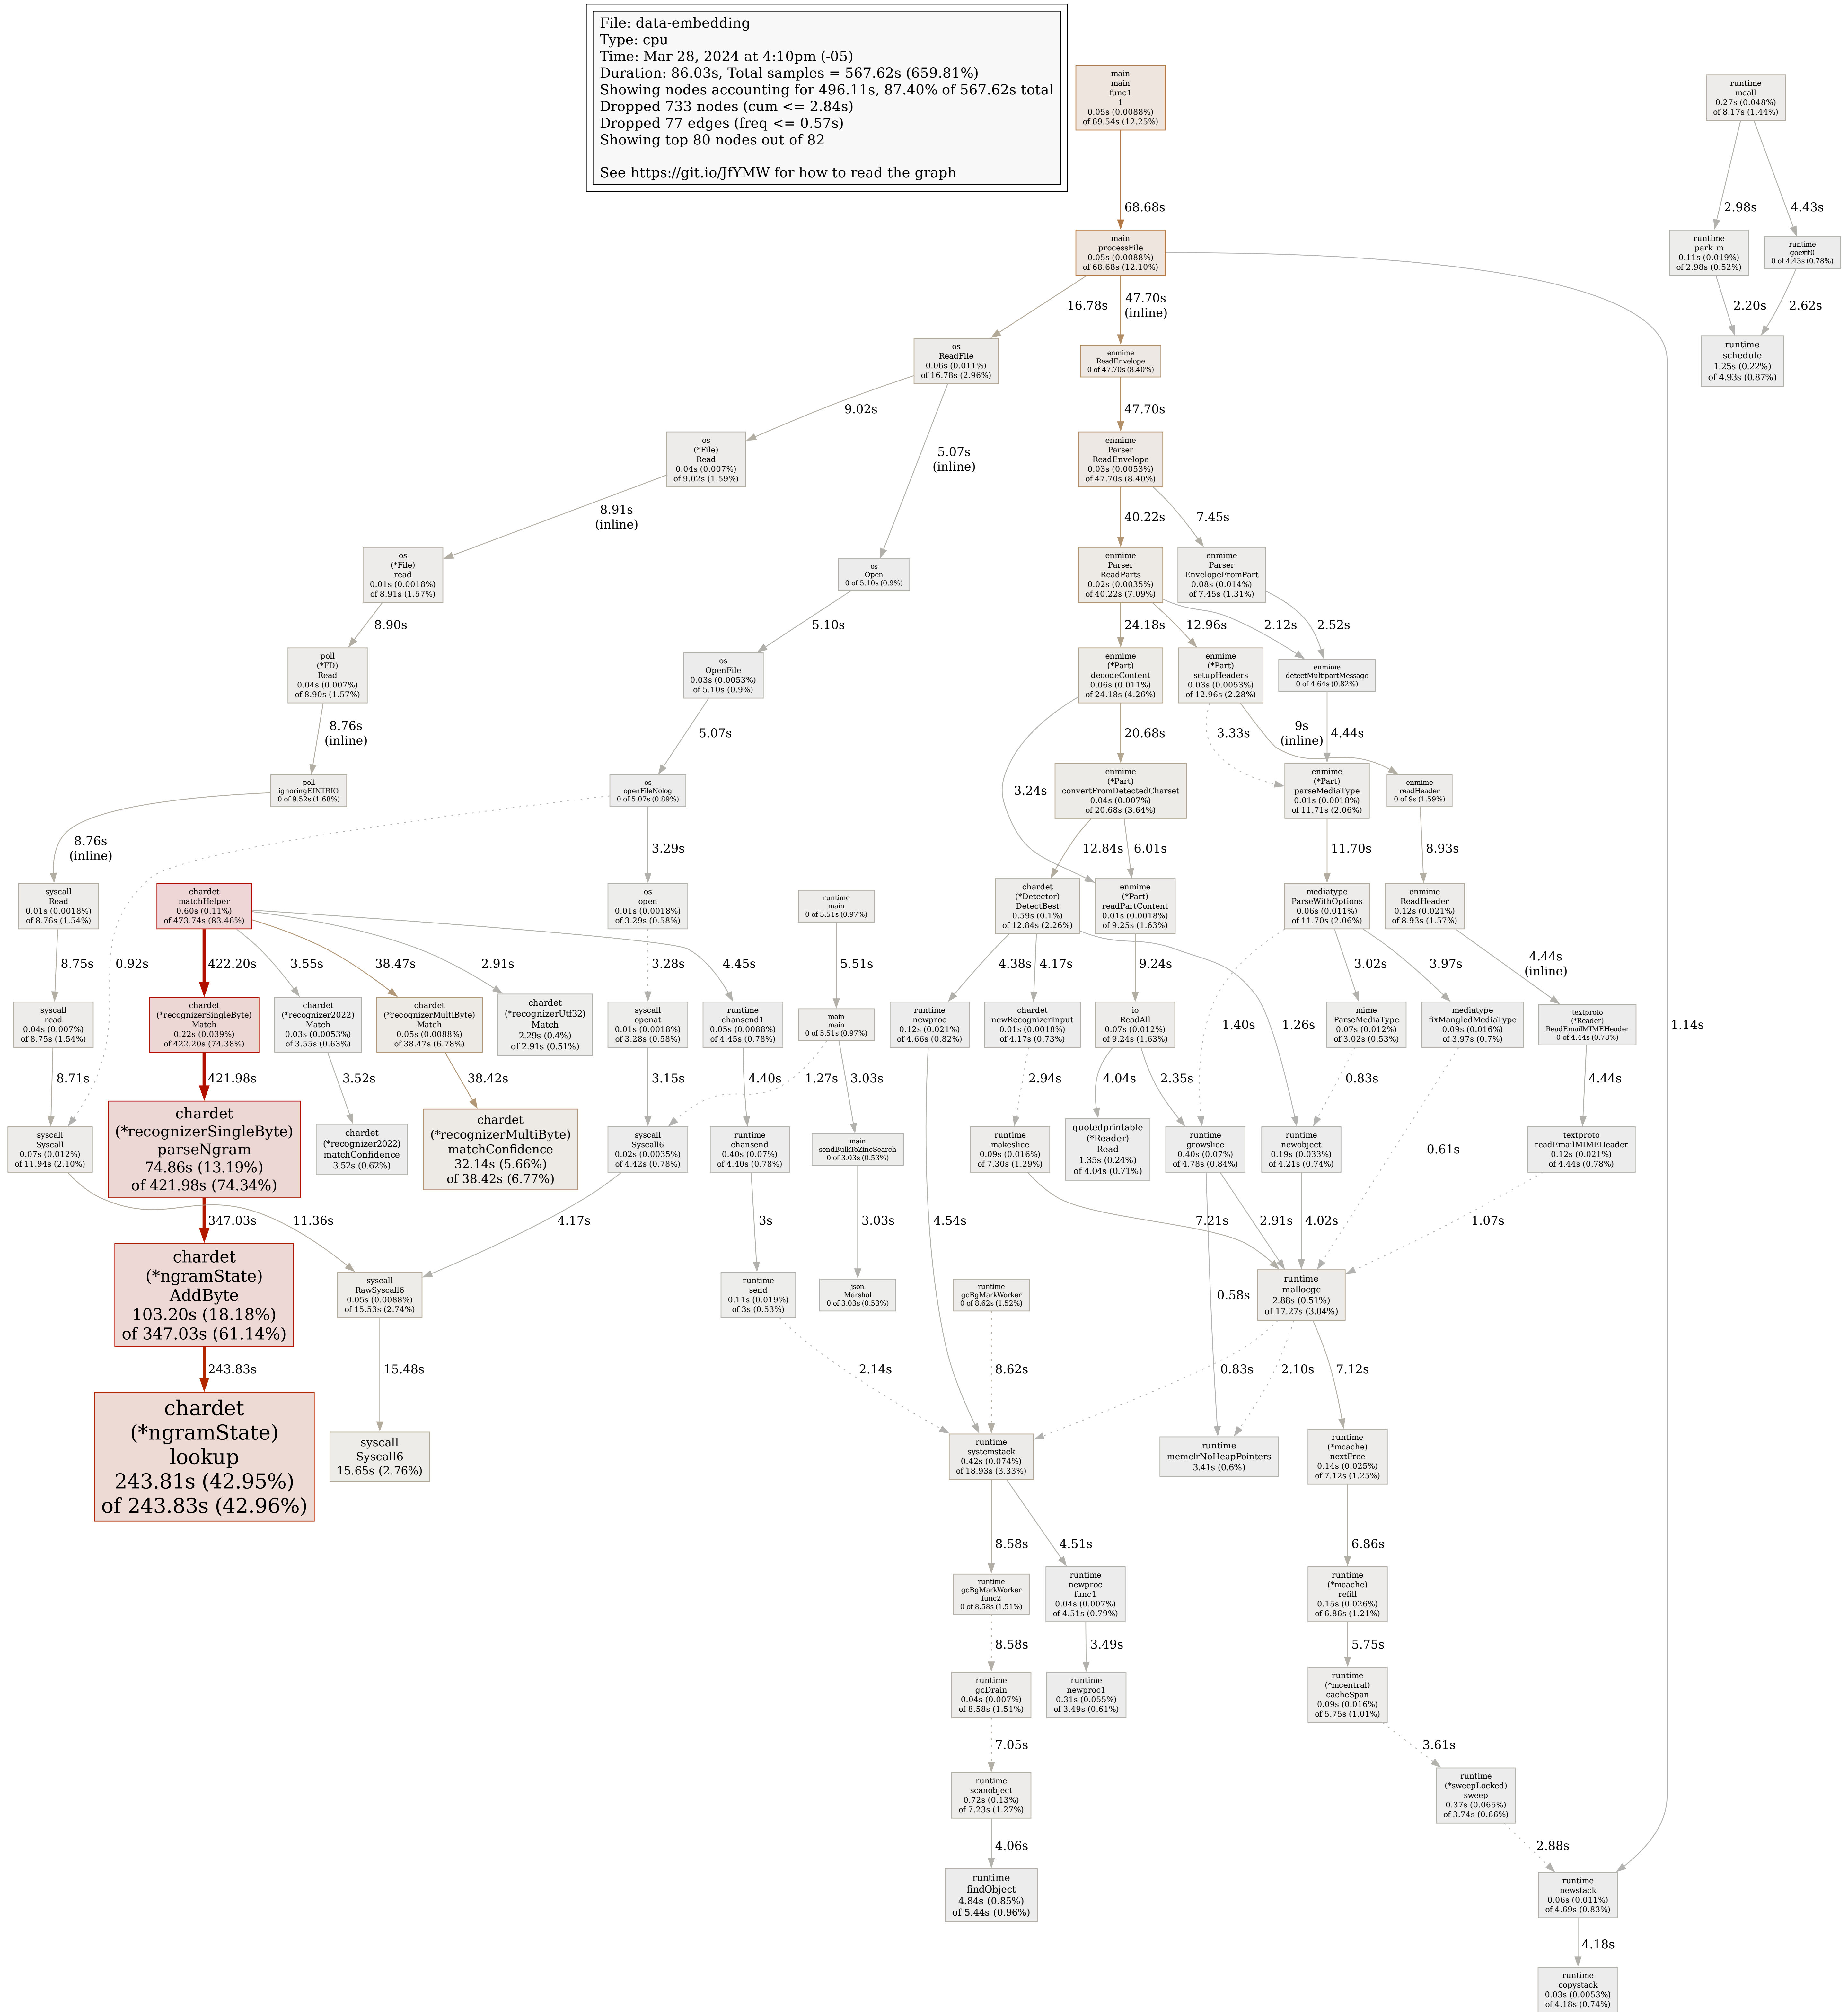 File: data-embedding
Type: cpu
Time: Mar 28, 2024 at 4:10pm (-05)
Duration: 86.03s, Total samples = 567.62s (659.81%)
Showing nodes accounting for 496.11s, 87.40% of 567.62s total
Dropped 733 nodes (cum <= 2.84s)
Dropped 77 edges (freq <= 0.57s)
Showing top 80 nodes out of 82
See https://git.io/JfYMW for how to read the graph
main
main
func1
1
0.05s (0.0088%)
of 69.54s (12.25%)
runtime
mcall
0.27s (0.048%)
of 8.17s (1.44%)
68.68s
2.98s
4.43s
main
processFile
0.05s (0.0088%)
of 68.68s (12.10%)
runtime
park_m
0.11s (0.019%)
of 2.98s (0.52%)
runtime
goexit0
0 of 4.43s (0.78%)
16.78s
47.70s
(inline)
2.20s
2.62s
os
ReadFile
0.06s (0.011%)
of 16.78s (2.96%)
enmime
ReadEnvelope
0 of 47.70s (8.40%)
runtime
schedule
1.25s (0.22%)
of 4.93s (0.87%)
9.02s
5.07s
(inline)
47.70s
os
(*File)
Read
0.04s (0.007%)
of 9.02s (1.59%)
enmime
Parser
ReadEnvelope
0.03s (0.0053%)
of 47.70s (8.40%)
8.91s
(inline)
40.22s
7.45s
os
(*File)
read
0.01s (0.0018%)
of 8.91s (1.57%)
os
Open
0 of 5.10s (0.9%)
enmime
Parser
ReadParts
0.02s (0.0035%)
of 40.22s (7.09%)
enmime
Parser
EnvelopeFromPart
0.08s (0.014%)
of 7.45s (1.31%)
8.90s
5.10s
24.18s
12.96s
2.12s
2.52s
poll
(*FD)
Read
0.04s (0.007%)
of 8.90s (1.57%)
os
OpenFile
0.03s (0.0053%)
of 5.10s (0.9%)
enmime
(*Part)
decodeContent
0.06s (0.011%)
of 24.18s (4.26%)
enmime
(*Part)
setupHeaders
0.03s (0.0053%)
of 12.96s (2.28%)
enmime
detectMultipartMessage
0 of 4.64s (0.82%)
8.76s
(inline)
5.07s
20.68s
3.33s
9s
(inline)
4.44s
poll
ignoringEINTRIO
0 of 9.52s (1.68%)
os
openFileNolog
0 of 5.07s (0.89%)
enmime
(*Part)
convertFromDetectedCharset
0.04s (0.007%)
of 20.68s (3.64%)
enmime
(*Part)
parseMediaType
0.01s (0.0018%)
of 11.71s (2.06%)
enmime
readHeader
0 of 9s (1.59%)
8.76s
(inline)
3.29s
3.24s
12.84s
6.01s
11.70s
8.93s
syscall
Read
0.01s (0.0018%)
of 8.76s (1.54%)
chardet
matchHelper
0.60s (0.11%)
of 473.74s (83.46%)
os
open
0.01s (0.0018%)
of 3.29s (0.58%)
runtime
main
0 of 5.51s (0.97%)
chardet
(*Detector)
DetectBest
0.59s (0.1%)
of 12.84s (2.26%)
enmime
(*Part)
readPartContent
0.01s (0.0018%)
of 9.25s (1.63%)
mediatype
ParseWithOptions
0.06s (0.011%)
of 11.70s (2.06%)
enmime
ReadHeader
0.12s (0.021%)
of 8.93s (1.57%)
8.75s
0.92s
422.20s
3.55s
38.47s
2.91s
3.28s
4.45s
5.51s
4.38s
4.17s
9.24s
1.40s
1.26s
3.02s
3.97s
4.44s
(inline)
1.14s
syscall
read
0.04s (0.007%)
of 8.75s (1.54%)
chardet
(*recognizerSingleByte)
Match
0.22s (0.039%)
of 422.20s (74.38%)
chardet
(*recognizer2022)
Match
0.03s (0.0053%)
of 3.55s (0.63%)
chardet
(*recognizerMultiByte)
Match
0.05s (0.0088%)
of 38.47s (6.78%)
chardet
(*recognizerUtf32)
Match
2.29s (0.4%)
of 2.91s (0.51%)
syscall
openat
0.01s (0.0018%)
of 3.28s (0.58%)
runtime
chansend1
0.05s (0.0088%)
of 4.45s (0.78%)
main
main
0 of 5.51s (0.97%)
runtime
newproc
0.12s (0.021%)
of 4.66s (0.82%)
chardet
newRecognizerInput
0.01s (0.0018%)
of 4.17s (0.73%)
io
ReadAll
0.07s (0.012%)
of 9.24s (1.63%)
mime
ParseMediaType
0.07s (0.012%)
of 3.02s (0.53%)
mediatype
fixMangledMediaType
0.09s (0.016%)
of 3.97s (0.7%)
textproto
(*Reader)
ReadEmailMIMEHeader
0 of 4.44s (0.78%)
8.71s
421.98s
3.52s
38.42s
3.15s
4.40s
1.27s
3.03s
2.94s
4.04s
2.35s
0.83s
4.44s
syscall
Syscall
0.07s (0.012%)
of 11.94s (2.10%)
chardet
(*recognizerSingleByte)
parseNgram
74.86s (13.19%)
of 421.98s (74.34%)
chardet
(*recognizer2022)
matchConfidence
3.52s (0.62%)
chardet
(*recognizerMultiByte)
matchConfidence
32.14s (5.66%)
of 38.42s (6.77%)
syscall
Syscall6
0.02s (0.0035%)
of 4.42s (0.78%)
runtime
chansend
0.40s (0.07%)
of 4.40s (0.78%)
main
sendBulkToZincSearch
0 of 3.03s (0.53%)
runtime
makeslice
0.09s (0.016%)
of 7.30s (1.29%)
quotedprintable
(*Reader)
Read
1.35s (0.24%)
of 4.04s (0.71%)
runtime
growslice
0.40s (0.07%)
of 4.78s (0.84%)
runtime
newobject
0.19s (0.033%)
of 4.21s (0.74%)
0.61s
textproto
readEmailMIMEHeader
0.12s (0.021%)
of 4.44s (0.78%)
11.36s
347.03s
4.17s
3s
3.03s
4.54s
7.21s
2.91s
4.02s
1.07s
chardet
(*ngramState)
AddByte
103.20s (18.18%)
of 347.03s (61.14%)
syscall
RawSyscall6
0.05s (0.0088%)
of 15.53s (2.74%)
runtime
send
0.11s (0.019%)
of 3s (0.53%)
json
Marshal
0 of 3.03s (0.53%)
runtime
gcBgMarkWorker
0 of 8.62s (1.52%)
0.58s
runtime
mallocgc
2.88s (0.51%)
of 17.27s (3.04%)
243.83s
15.48s
2.14s
8.62s
0.83s
2.10s
7.12s
chardet
(*ngramState)
lookup
243.81s (42.95%)
of 243.83s (42.96%)
syscall
Syscall6
15.65s (2.76%)
runtime
systemstack
0.42s (0.074%)
of 18.93s (3.33%)
runtime
memclrNoHeapPointers
3.41s (0.6%)
runtime
(*mcache)
nextFree
0.14s (0.025%)
of 7.12s (1.25%)
8.58s
4.51s
6.86s
runtime
gcBgMarkWorker
func2
0 of 8.58s (1.51%)
runtime
newproc
func1
0.04s (0.007%)
of 4.51s (0.79%)
runtime
(*mcache)
refill
0.15s (0.026%)
of 6.86s (1.21%)
8.58s
3.49s
5.75s
runtime
gcDrain
0.04s (0.007%)
of 8.58s (1.51%)
runtime
newproc1
0.31s (0.055%)
of 3.49s (0.61%)
runtime
(*mcentral)
cacheSpan
0.09s (0.016%)
of 5.75s (1.01%)
7.05s
3.61s
runtime
scanobject
0.72s (0.13%)
of 7.23s (1.27%)
runtime
(*sweepLocked)
sweep
0.37s (0.065%)
of 3.74s (0.66%)
4.06s
2.88s
runtime
findObject
4.84s (0.85%)
of 5.44s (0.96%)
runtime
newstack
0.06s (0.011%)
of 4.69s (0.83%)
4.18s
runtime
copystack
0.03s (0.0053%)
of 4.18s (0.74%)